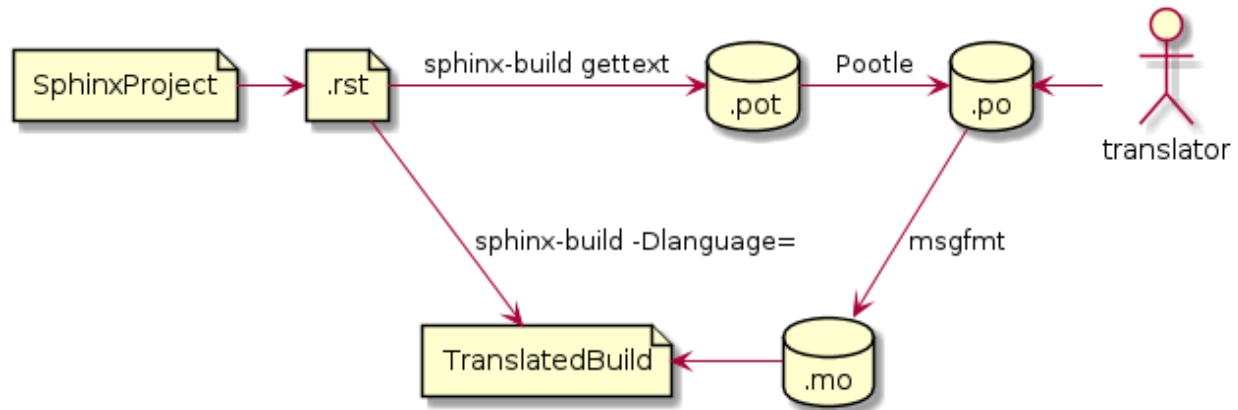 sphinx-build gettext
Pootle
SphinxProject
.rst
.pot
.po
translator
sphinx-build -Dlanguage=
msgfmt
TranslatedBuild
.mo